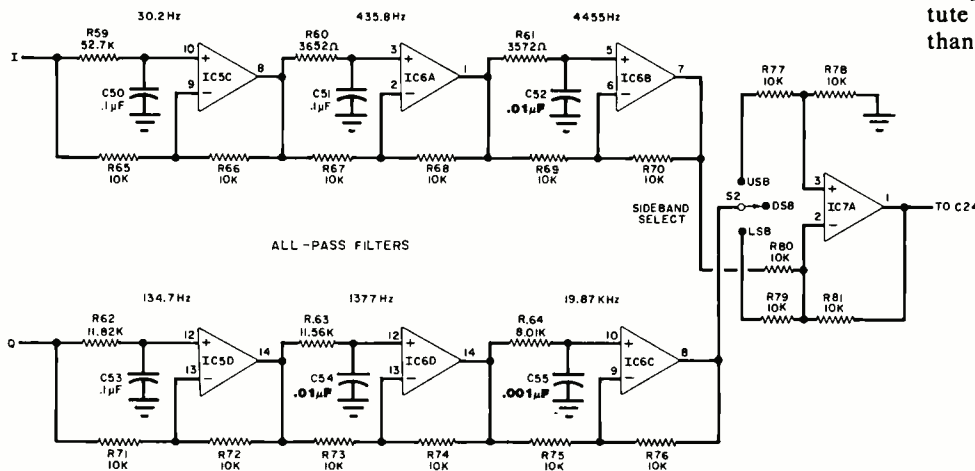 tute
than
30.2Hz
435.8Hz
4455Hz
I
R59
52.7K
10
9
8
IC5C
C50
.1µF
R60
3652Ω
3
2
1
IC6A
C51
.1µF
R61
3572Ω
5
6
7
IC6B
C52
.01µF
R65
10K
R66
10K
R67
10K
R68
10K
R69
10K
R70
10K
R77
10K
R78
10K
USB
S2
DSB
LSB
SIDEBAND
SELECT
3
2
1
IC7A
TO C24
R80
10K
R79
10K
R81
10K
ALL-PASS FILTERS
134.7Hz
1377Hz
19.87KHz
Q
R62
11.82K
12
13
14
IC5D
C53
.1µF
R63
11.56K
12
13
14
IC6D
C54
.01µF
R64
8.01K
10
9
8
IC6C
C55
.001µF
R71
10K
R72
10K
R73
10K
R74
10K
R75
10K
R76
10K